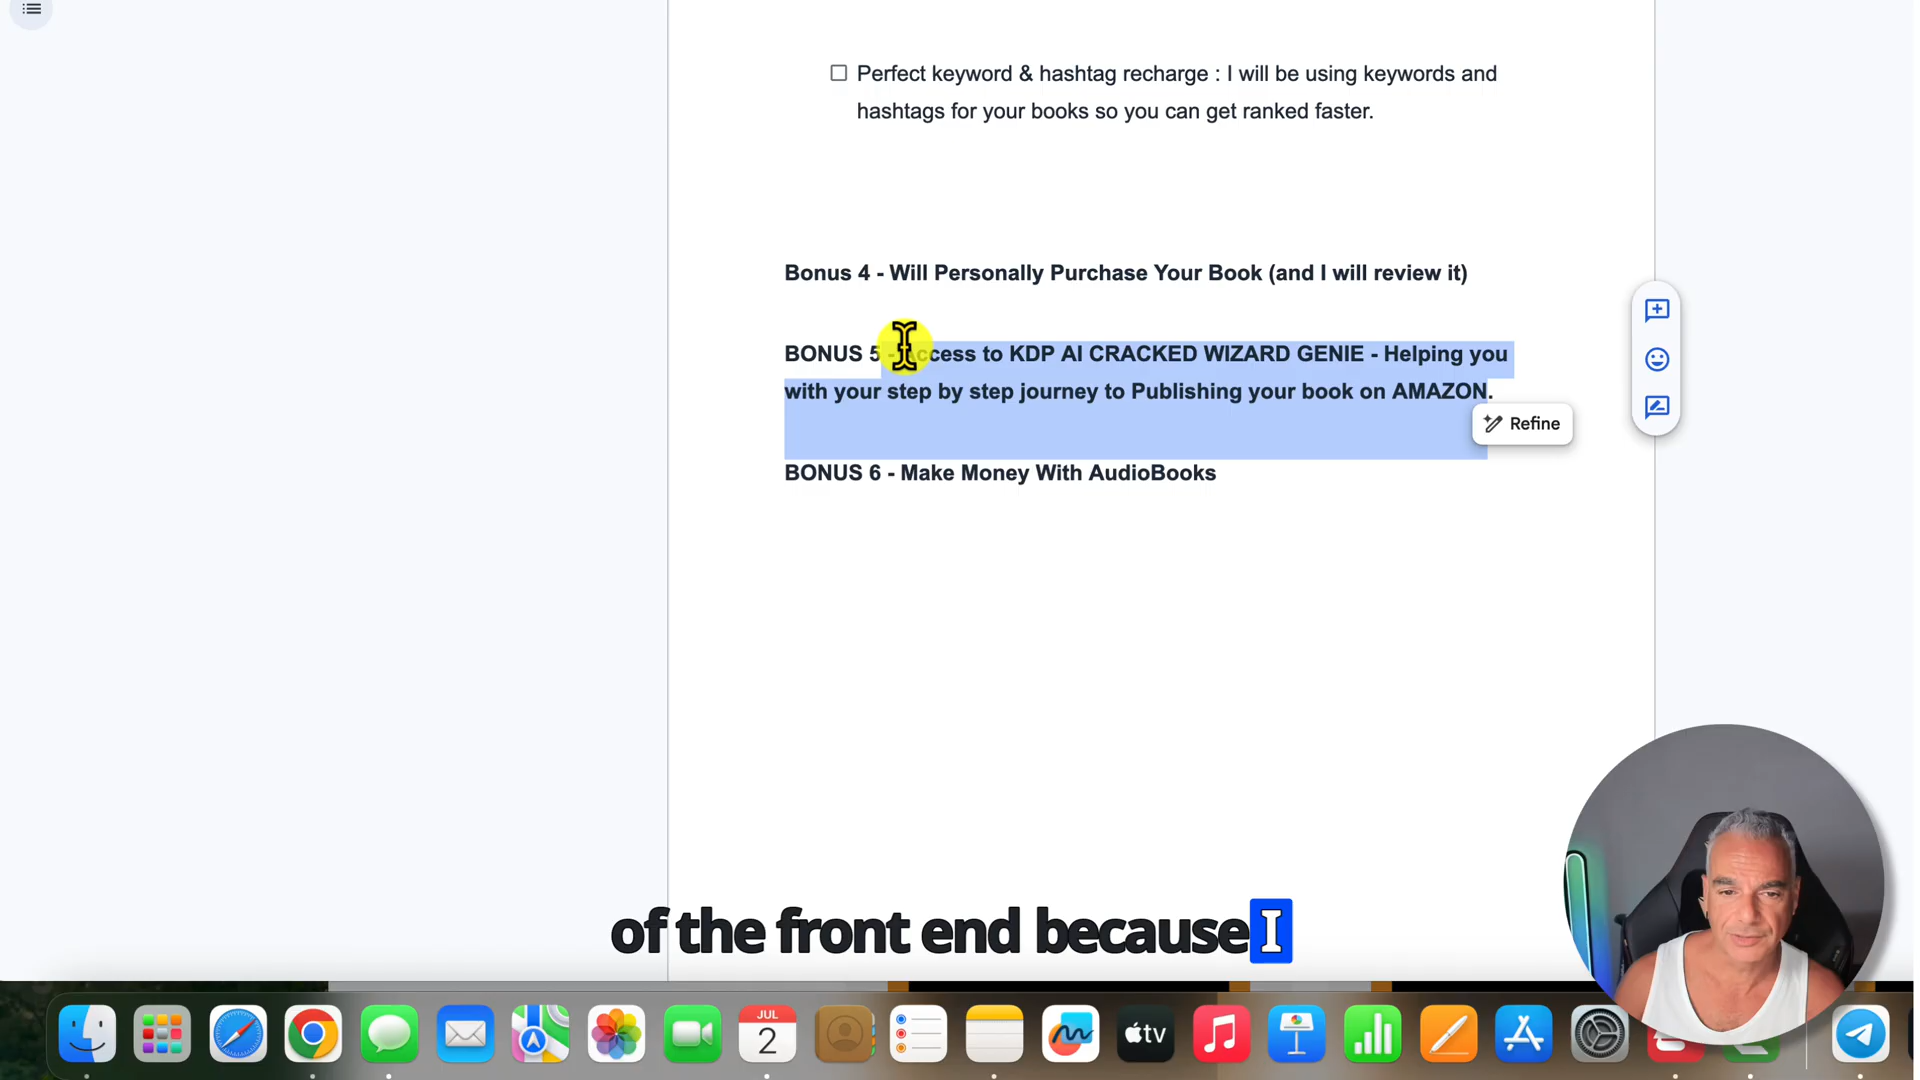 Perfect keyword & hashtag recharge : I will be using keywords and
hashtags for your books so you can get ranked faster.
Bonus 4 - Will Personally Purchase Your Book (and I will review it)
BONUS 5 - Access to KDP AI CRACKED WIZARD GENIE - Helping you
with your step by step journey to Publishing your book on AMAZON.
Refine
BONUS 6 - Make Money With AudioBooks
of the front end because I
JUL
2
tv